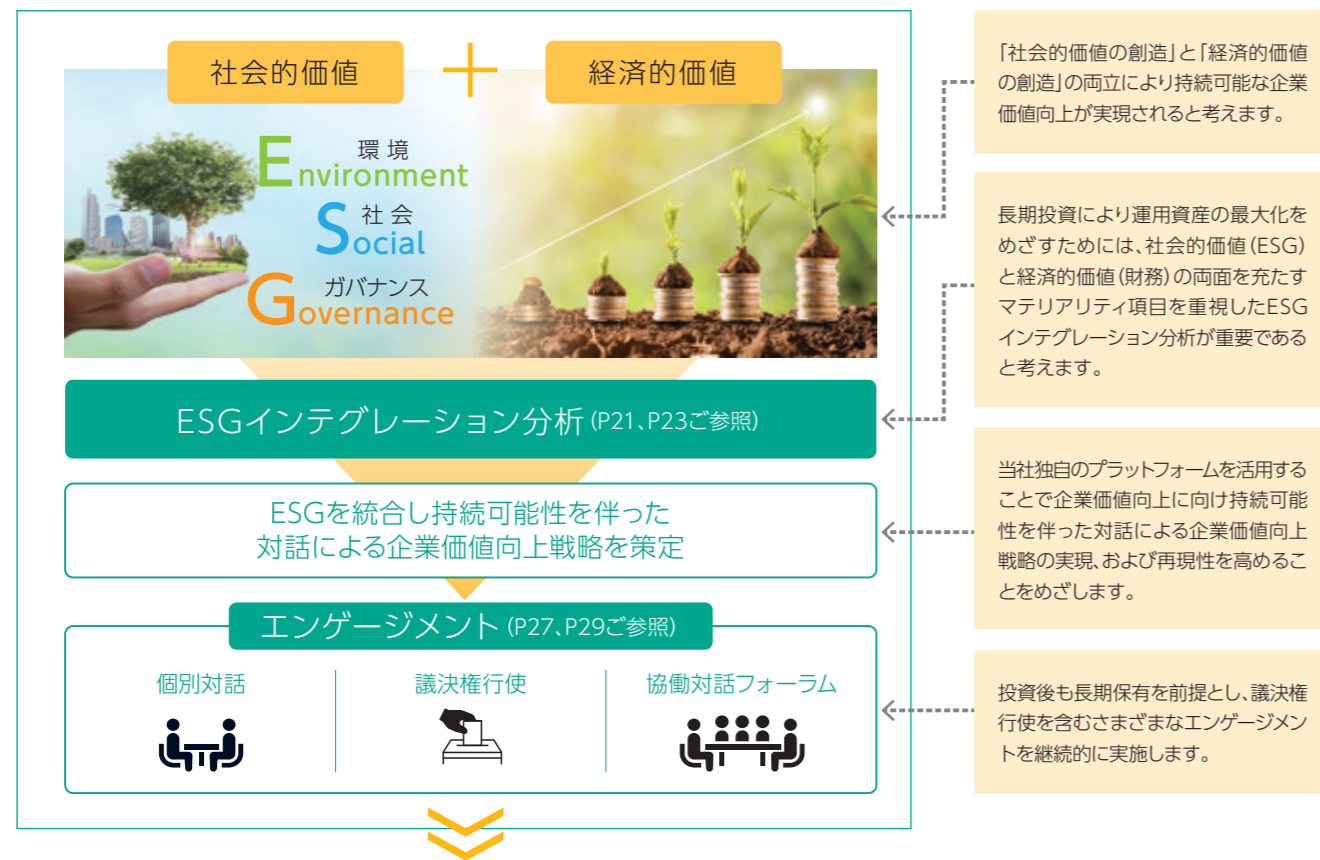 社会的価値
経済的価値
環境
Environment
社会
Social
ガバナンス
Governance
ESGインテグレーション分析(P21、P23ご参照)
ESGを統合し持続可能性を伴った
対話による企業価値向上戦略を策定
エンゲージメント(P27、P29ご参照)
個別対話
議決権行使
協働対話フォーラム
「社会的価値の創造」と「経済的価値
の創造」の両立により持続可能な企業
価値向上が実現されると考えます。
長期投資により運用資産の最大化を
めざすためには、社会的価値(ESG)
と経済的価値(財務)の両面を充たす
マテリアリティ項目を重視したESG
インテグレーション分析が重要である
と考えます。
当社独自のプラットフォームを活用する
ことで企業価値向上に向け持続可能
性を伴った対話による企業価値向上
戦略の実現、および再現性を高めるこ
とをめざします。
投資後も長期保有を前提とし、議決権
行使を含むさまざまなエンゲージメン
トを継続的に実施します。